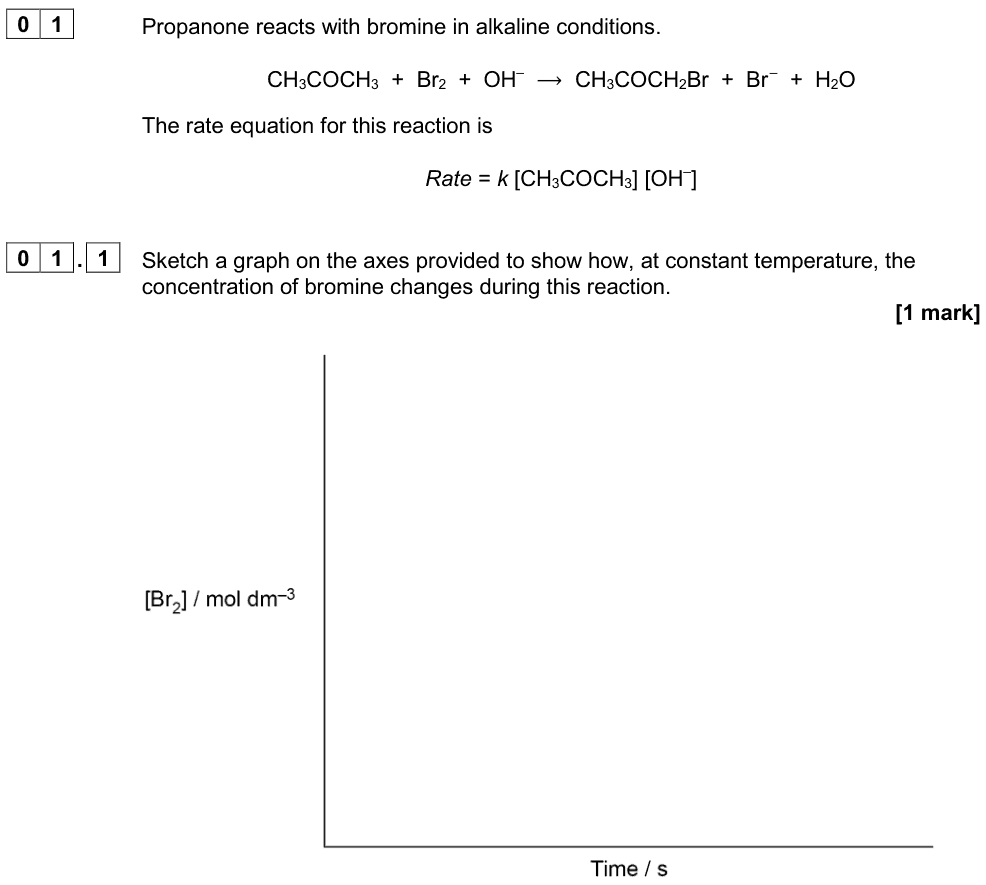 0 1 Propanone reacts with bromine in alkaline conditions.
CH₃COCH₃ + Br₂ + OH⁻ ⟶ CH₃COCH₂Br + Br⁻ + H₂O
The rate equation for this reaction is
Rate = k [CH₃COCH₃] [OH⁻]
0 1 . 1 Sketch a graph on the axes provided to show how, at constant temperature, the
concentration of bromine changes during this reaction.
[1 mark]
[Br₂] / mol dm⁻³
Time / s